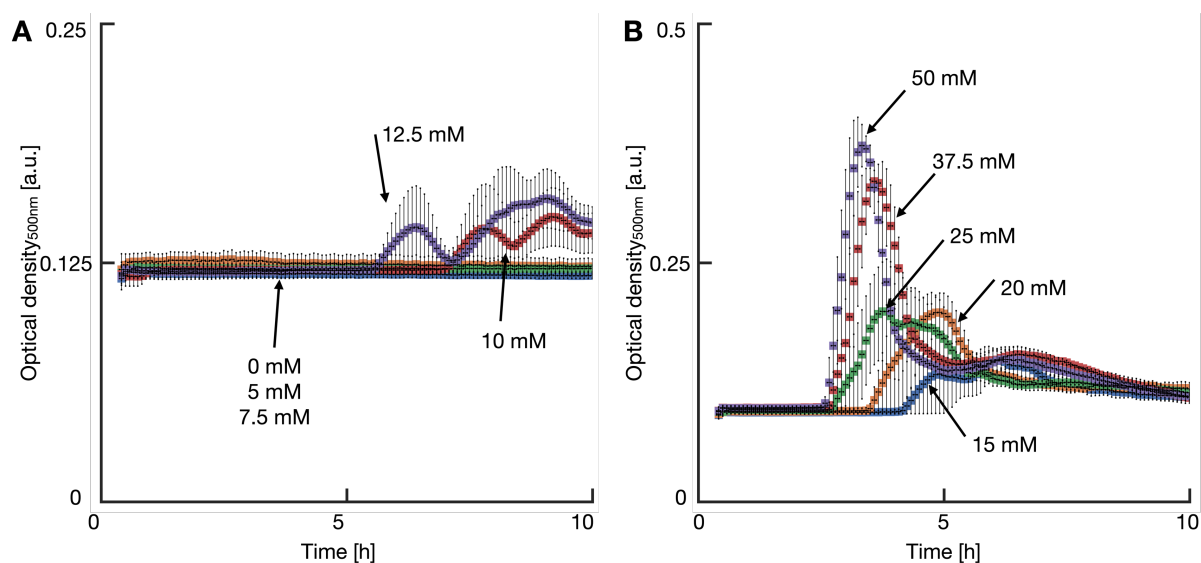 A
0.25
0.125
0
Optical density500nm [a.u.]
12.5 mM
10 mM
0 mM
5 mM
7.5 mM
0
5
10
Time [h]
B
0.5
0.25
0
Optical density500nm [a.u.]
50 mM
37.5 mM
25 mM
20 mM
15 mM
0
5
10
Time [h]